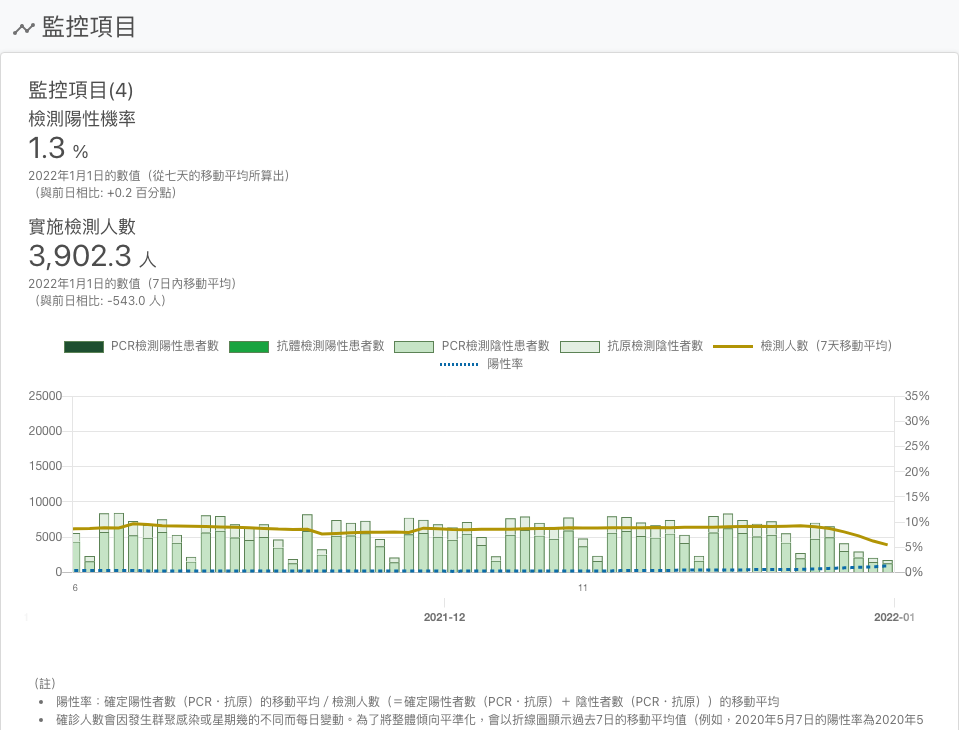 監控項目
監控項目(4)
檢測陽性機率
1.3 %
2022年1月1日的數值（從七天的移動平均所算出）
（與前日相比: +0.2 百分點）
實施檢測人數
3,902.3 人
2022年1月1日的數值（7日內移動平均）
（與前日相比: -543.0 人）
PCR檢測陽性患者數 抗體檢測陽性患者數 PCR檢測陰性患者數 抗原檢測陰性者數 檢測人數（7天移動平均）
陽性率
25000 35%
30%
20000
25%
15000
20%
15%
10000
10%
5000
5%
0 0%
6 11
2021-12 2022-01
（註）
• 陽性率：確定陽性者數（PCR・抗原）的移動平均 / 檢測人數（＝確定陽性者數（PCR・抗原）＋ 陰性者數（PCR・抗原））的移動平均
• 確診人數會因發生群聚感染或星期幾的不同而每日變動。為了將整體傾向平準化，會以折線圖顯示過去7日的移動平均值（例如，2020年5月7日的陽性率為2020年5